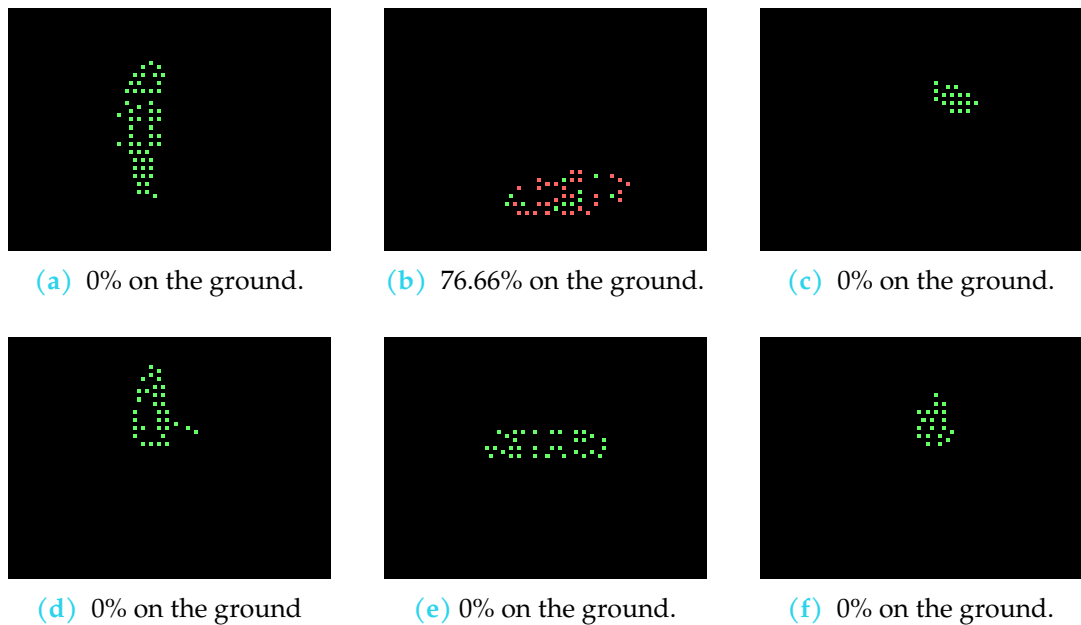 (a) 0% on the ground.
(b) 76.66% on the ground.
(c) 0% on the ground.
(d) 0% on the ground
(e) 0% on the ground.
(f) 0% on the ground.